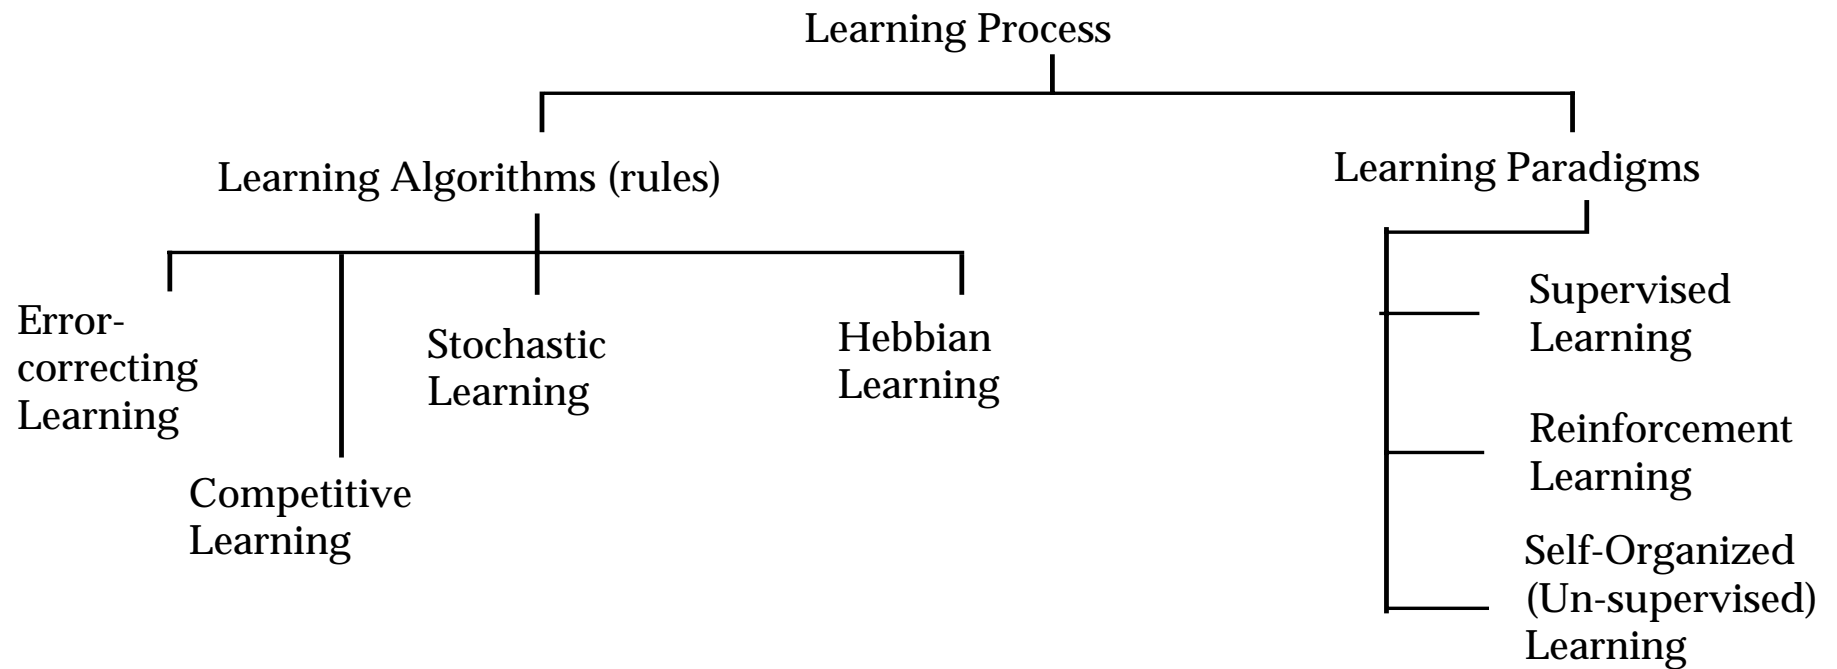 Learning Process
Learning Algorithms (rules)
Learning Paradigms
Error-
correcting
Learning
Competitive
Learning
Stochastic
Learning
Hebbian
Learning
Supervised
Learning
Reinforcement
Learning
Self-Organized
(Un-supervised)
Learning